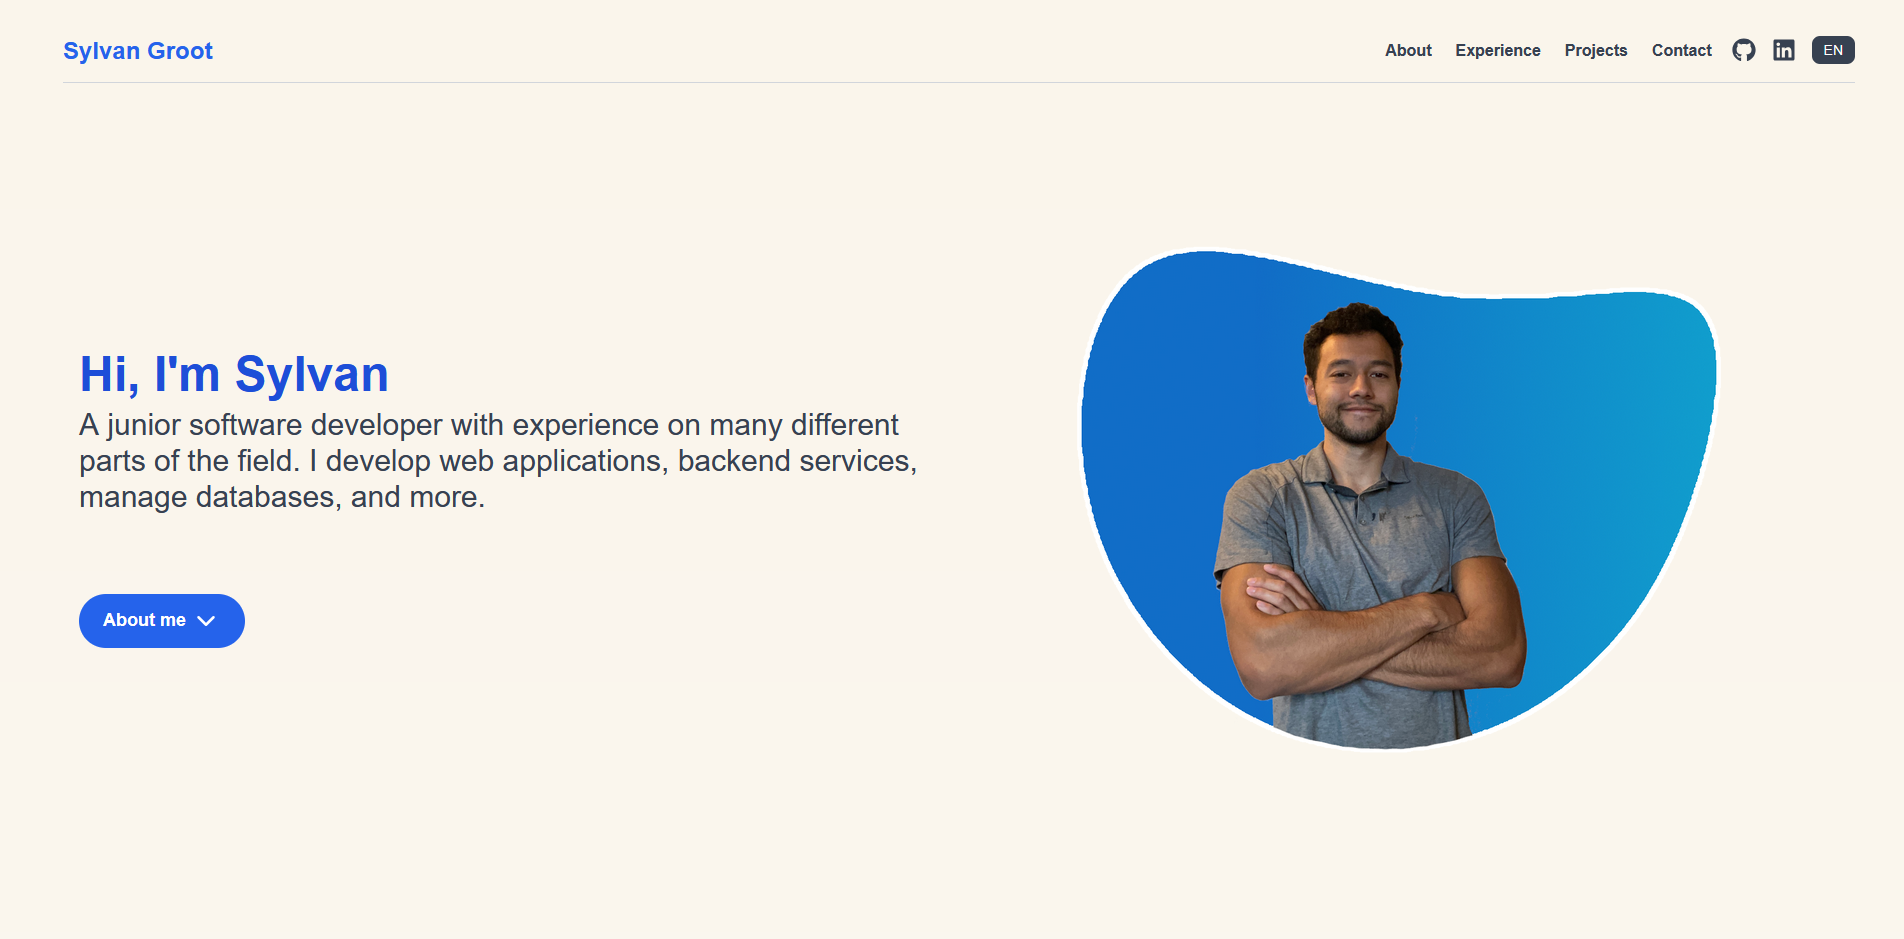 Sylvan Groot
About Experience Projects Contact in EN
Hi, I'm Sylvan
A junior software developer with experience on many different
parts of the field. I develop web applications, backend services,
manage databases, and more.
About me